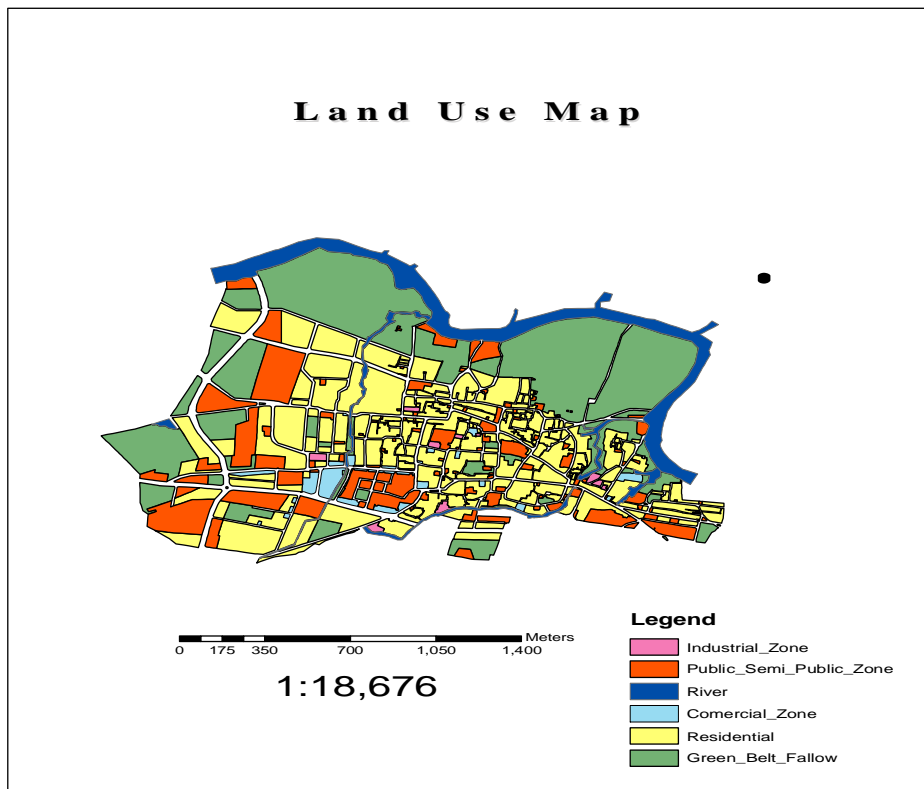 Land Use Map
Meters
0 175 350 700 1,050 1,400
1:18,676
Legend
Industrial_Zone
Public_Semi_Public_Zone
River
Comercial_Zone
Residential
Green_Belt_Fallow